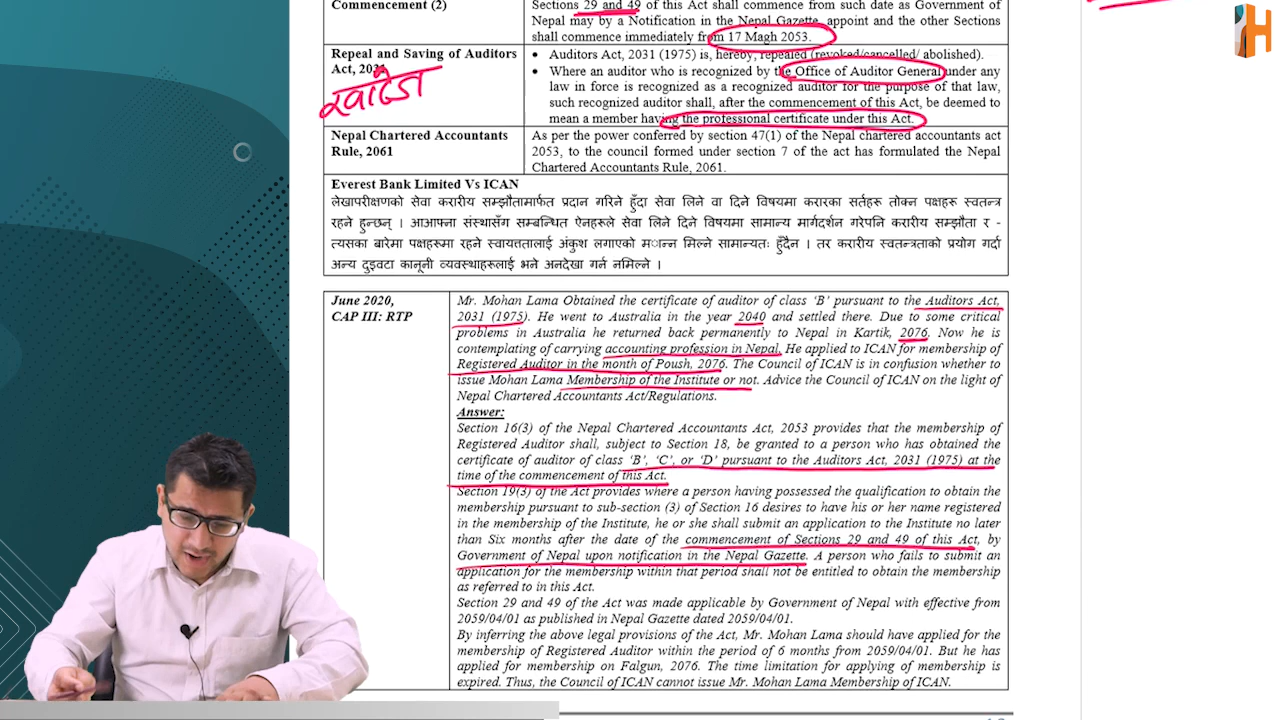 Commencement (2)
Sections 29 and 49 of this Act shall commence from such date as Government of
Nepal may by a Notification in the Nepal Gazette, appoint and the other Sections
shall commence immediately from 17 Magh 2053.
Repeal and Saving of Auditors
Act, 2031
खारेज
• Auditors Act, 2031 (1975) is, hereby, repealed (revoked/cancelled/ abolished).
• Where an auditor who is recognized by the Office of Auditor General under any
law in force is recognized as a recognized auditor for the purpose of that law,
such recognized auditor shall, after the commencement of this Act, be deemed to
mean a member having the professional certificate under this Act.
Nepal Chartered Accountants
Rule, 2061
As per the power conferred by section 47(1) of the Nepal chartered accountants act
2053, to the council formed under section 7 of the act has formulated the Nepal
Chartered Accountants Rule, 2061.
Everest Bank Limited Vs ICAN
लेखापरीक्षणको सेवा करारीय सम्झौतामार्फत प्रदान गरिने हुँदा सेवा लिने वा दिने विषयमा करारका सर्तहरू तोक्न पक्षहरू स्वतन्त्र
रहने हुन्छन् । आआफ्ना संस्थासँग सम्बन्धित ऐनहरूले सेवा लिने दिने विषयमा सामान्य मार्गदर्शन गरेपनि करारीय सम्झौता र -
त्यसका बारेमा पक्षहरूमा रहने स्वायत्ततालाई अंकुश लगाएको मान्न मिल्ने सामान्यतः हुँदैन । तर करारीय स्वतन्त्रताको प्रयोग गर्दा
अन्य दुइवटा कानूनी व्यवस्थाहरूलाई भने अनदेखा गर्न नमिल्ने ।
June 2020,
CAP III: RTP
Mr. Mohan Lama Obtained the certificate of auditor of class ‘B’ pursuant to the Auditors Act,
2031 (1975). He went to Australia in the year 2040 and settled there. Due to some critical
problems in Australia he returned back permanently to Nepal in Kartik, 2076. Now he is
contemplating of carrying accounting profession in Nepal. He applied to ICAN for membership of
Registered Auditor in the month of Poush, 2076. The Council of ICAN is in confusion whether to
issue Mohan Lama Membership of the Institute or not. Advice the Council of ICAN on the light of
Nepal Chartered Accountants Act/Regulations.
Answer:
Section 16(3) of the Nepal Chartered Accountants Act, 2053 provides that the membership of
Registered Auditor shall, subject to Section 18, be granted to a person who has obtained the
certificate of auditor of class ‘B’, ‘C’, or ‘D’ pursuant to the Auditors Act, 2031 (1975) at the
time of the commencement of this Act.
Section 19(3) of the Act provides where a person having possessed the qualification to obtain the
membership pursuant to sub-section (3) of Section 16 desires to have his or her name registered
in the membership of the Institute, he or she shall submit an application to the Institute no later
than Six months after the date of the commencement of Sections 29 and 49 of this Act, by
Government of Nepal upon notification in the Nepal Gazette. A person who fails to submit an
application for the membership within that period shall not be entitled to obtain the membership
as referred to in this Act.
Section 29 and 49 of the Act was made applicable by Government of Nepal with effective from
2059/04/01 as published in Nepal Gazette dated 2059/04/01.
By inferring the above legal provisions of the Act, Mr. Mohan Lama should have applied for the
membership of Registered Auditor within the period of 6 months from 2059/04/01. But he has
applied for membership on Falgun, 2076. The time limitation for applying of membership is
expired. Thus, the Council of ICAN cannot issue Mr. Mohan Lama Membership of ICAN.